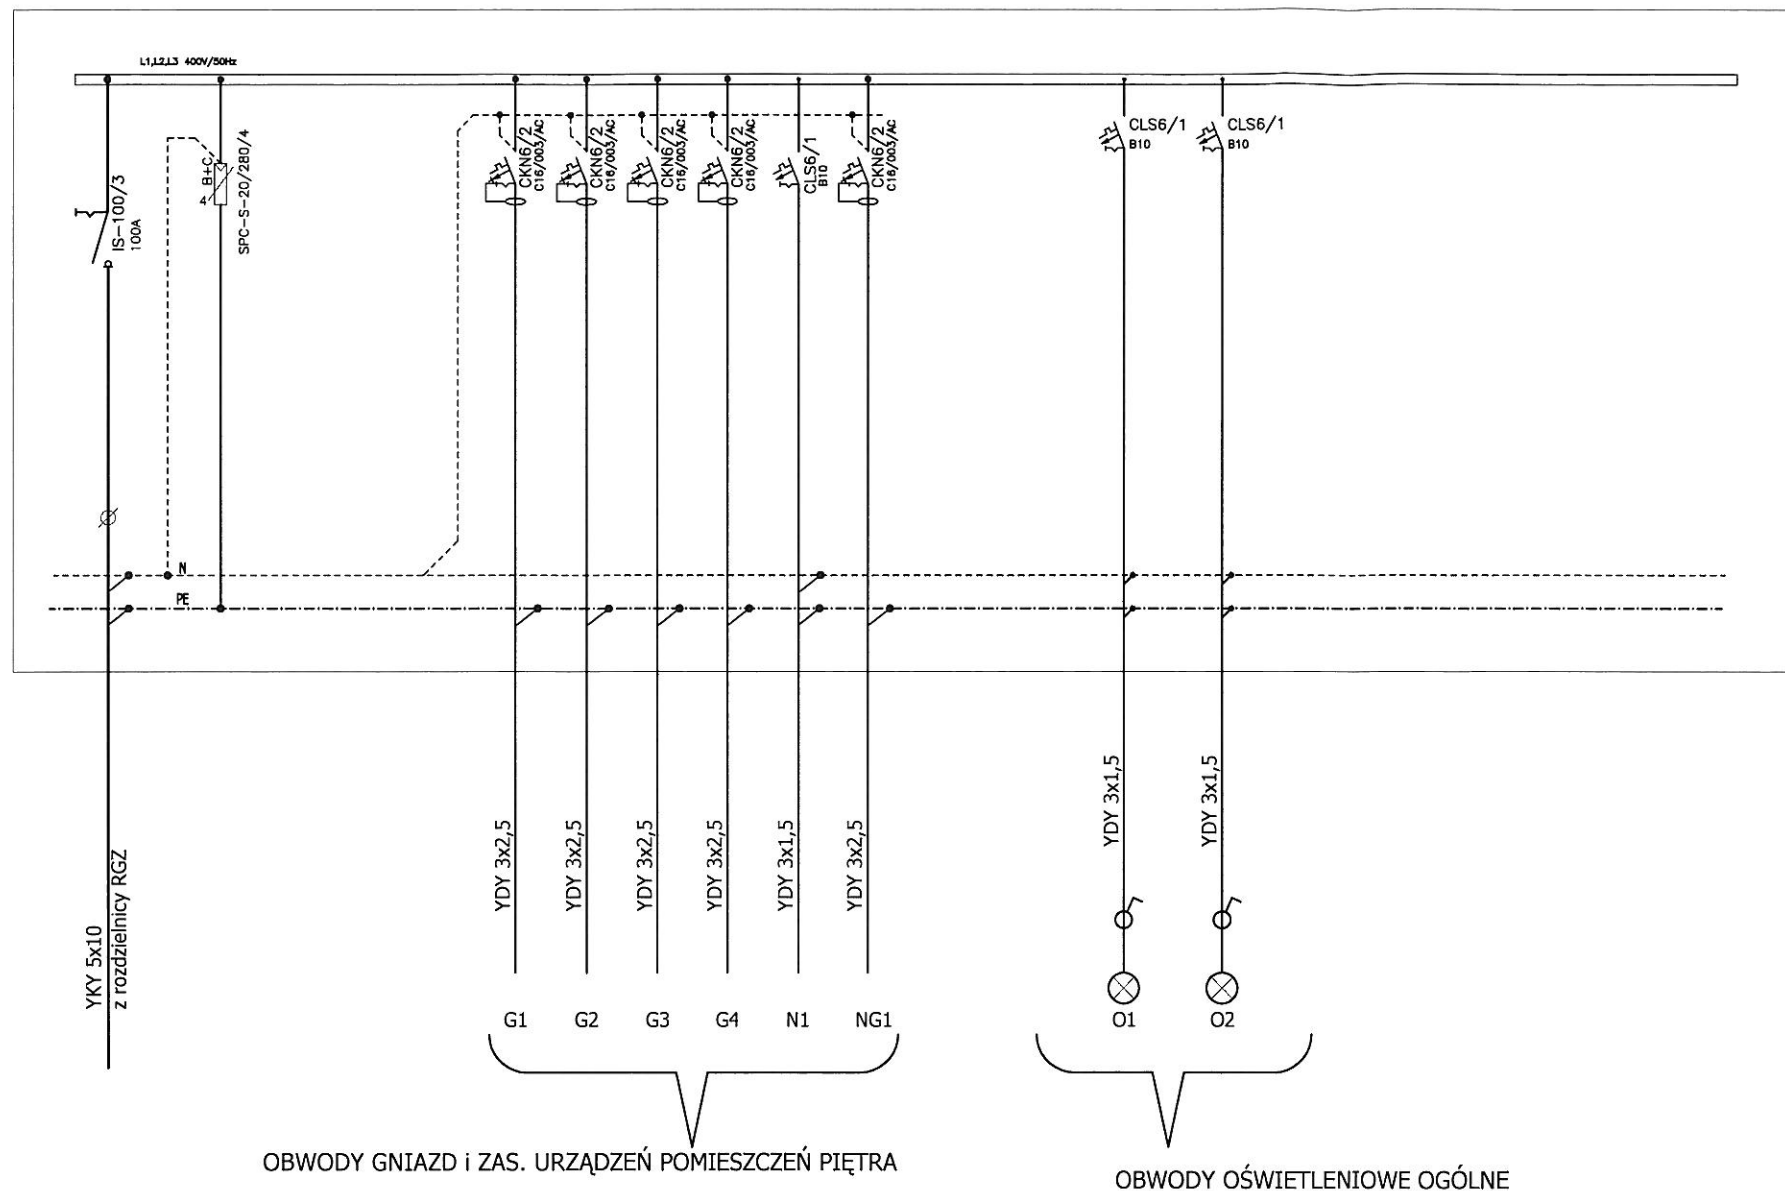 L1,L2,L3 400V/50Hz
IS-100/3
100A
B+C
4
SPC-S-20/280/4
CKN6/2
C16/003/AC
CKN6/2
C16/003/AC
CKN6/2
C16/003/AC
CKN6/2
C16/003/AC
CLS6/1
B10
CKN6/2
C16/003/AC
CLS6/1
B10
CLS6/1
B10
N
PE
YKY 5x10
z rozdzielnicy RGZ
YDY 3x2,5
YDY 3x2,5
YDY 3x2,5
YDY 3x2,5
YDY 3x1,5
YDY 3x2,5
YDY 3x1,5
YDY 3x1,5
G1 G2 G3 G4 N1 NG1 O1 O2
OBWODY GNIAZD i ZAS. URZĄDZEŃ POMIESZCZEŃ PIĘTRA
OBWODY OŚWIETLENIOWE OGÓLNE